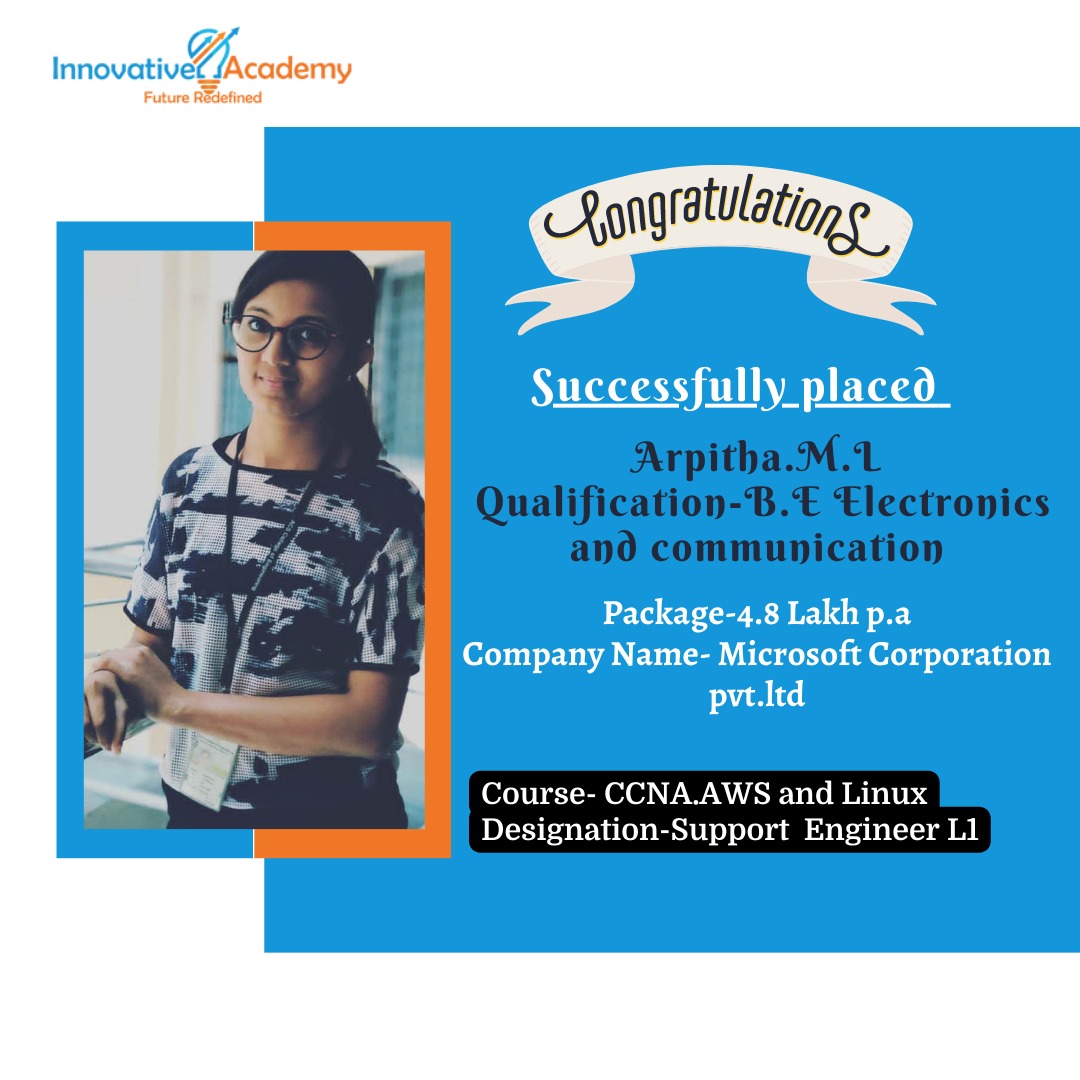 Innovative Academy
Future Redefined
Congratulations
Successfully placed
Arpitha.M.L
Qualification-B.E Electronics
and communication
Package-4.8 Lakh p.a
Company Name- Microsoft Corporation
pvt.ltd
Course- CCNA.AWS and Linux
Designation-Support Engineer L1